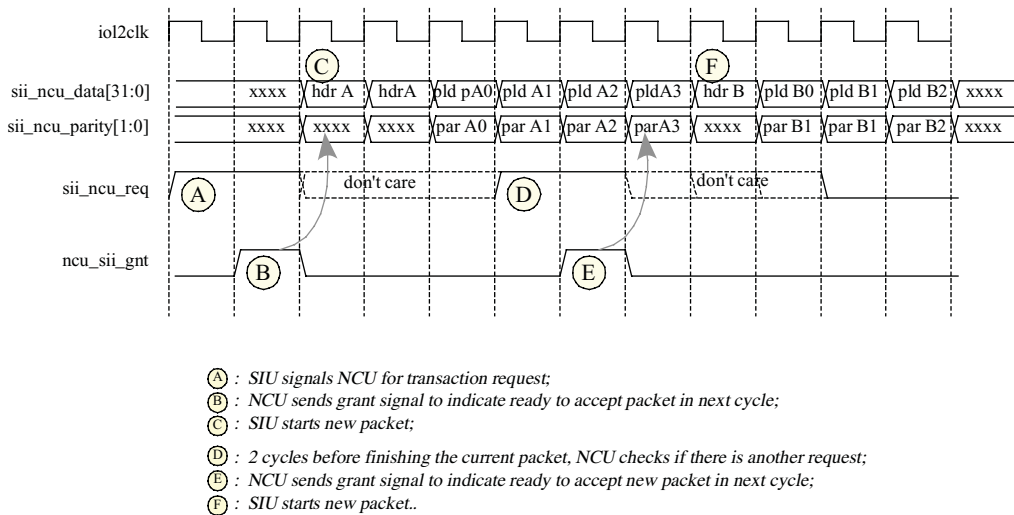 iol2clk
C F
sii_ncu_data[31:0] xxxx hdr A hdrA pld pA0 pld A1 pld A2 pldA3 hdr B pld B0 pld B1 pld B2 xxxx
sii_ncu_parity[1:0] xxxx xxxx xxxx par A0 par A1 par A2 parA3 xxxx par B1 par B1 par B2 xxxx
sii_ncu_req A don't care D don't care
ncu_sii_gnt B E
A : SIU signals NCU for transaction request;
B : NCU sends grant signal to indicate ready to accept packet in next cycle;
C : SIU starts new packet;
D : 2 cycles before finishing the current packet, NCU checks if there is another request;
E : NCU sends grant signal to indicate ready to accept new packet in next cycle;
F : SIU starts new packet..